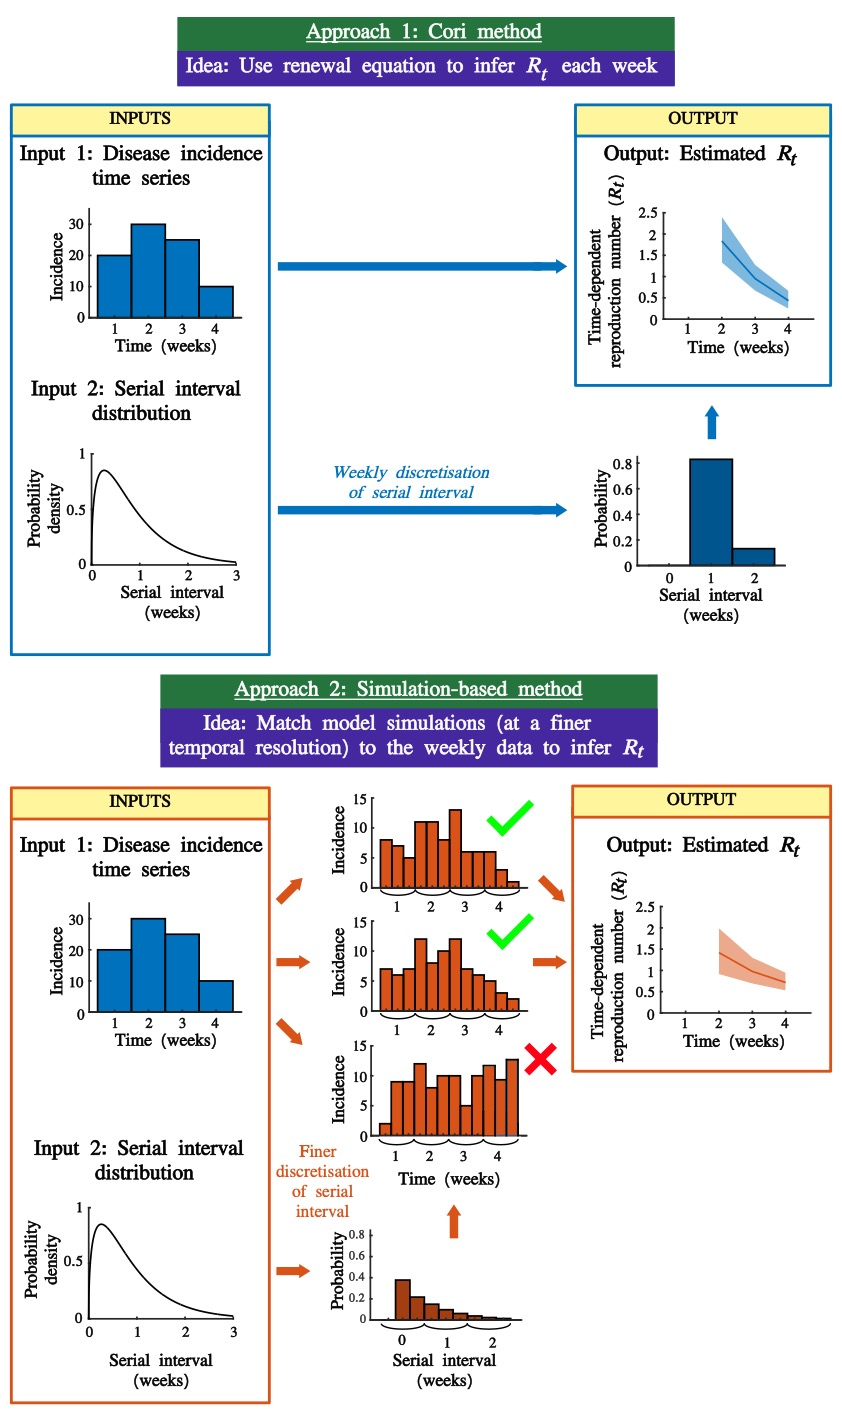 Approach 1: Cori method
Idea: Use renewal equation to infer Rt each week
INPUTS
Input 1: Disease incidence
time series
Incidence
30
20
10
0
1 2 3 4
Time (weeks)
Input 2: Serial interval
distribution
Probability
density
1
0.5
0
0 1 2 3
Serial interval
(weeks)
Weekly discretisation
of serial interval
OUTPUT
Output: Estimated Rt
Time-dependent
reproduction number (Rt)
2.5
2
1.5
1
0.5
0
1 2 3 4
Time (weeks)
Probability
0.8
0.6
0.4
0.2
0
0 1 2
Serial interval
(weeks)
Approach 2: Simulation-based method
Idea: Match model simulations (at a finer
temporal resolution) to the weekly data to infer Rt
INPUTS
Input 1: Disease incidence
time series
Incidence
30
20
10
0
1 2 3 4
Time (weeks)
Input 2: Serial interval
distribution
Probability
density
1
0.5
0
0 1 2 3
Serial interval
(weeks)
Incidence
15
10
5
0
1 2 3 4
Incidence
15
10
5
0
1 2 3 4
Incidence
15
10
5
0
1 2 3 4
Time (weeks)
Finer
discretisation
of serial
interval
Probability
0.8
0.6
0.4
0.2
0
0 1 2
Serial interval
(weeks)
OUTPUT
Output: Estimated Rt
Time-dependent
reproduction number (Rt)
2.5
2
1.5
1
0.5
0
1 2 3 4
Time (weeks)